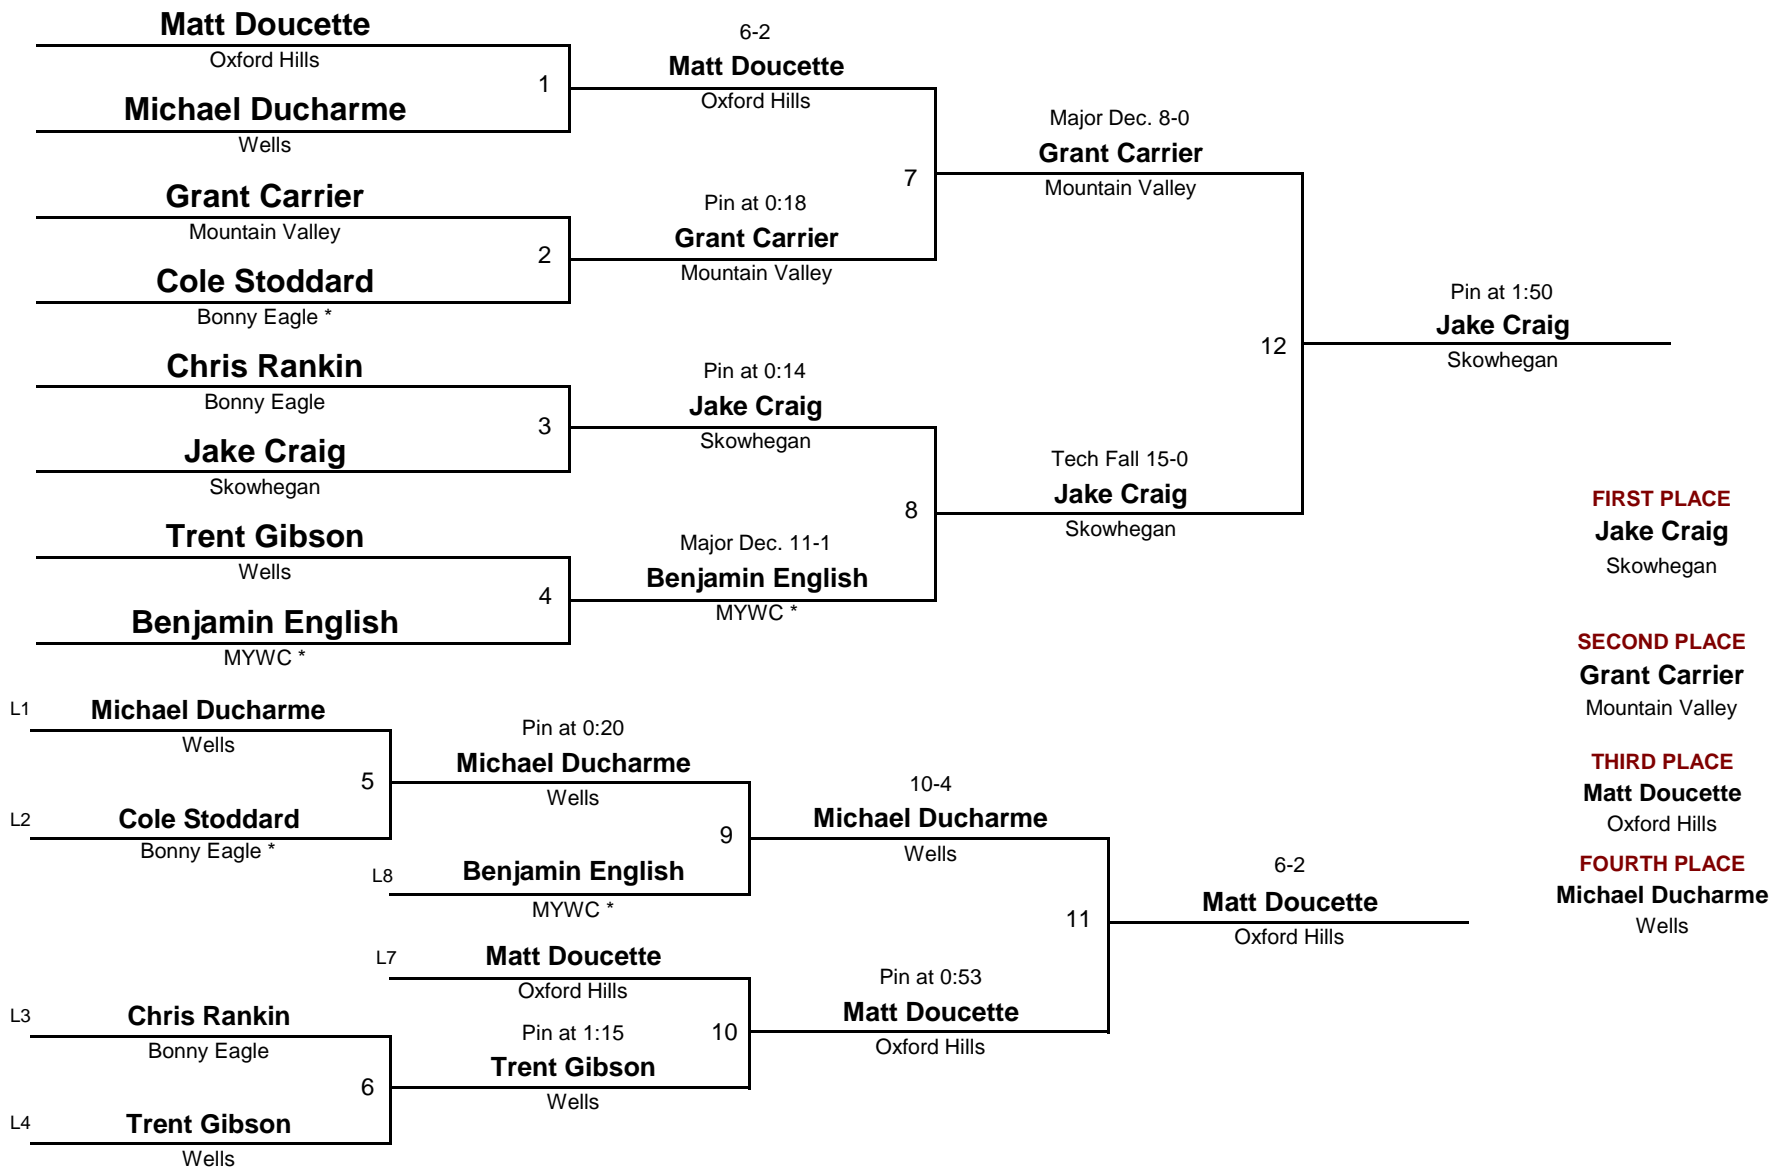 Matt Doucette
Oxford Hills
1
Michael Ducharme
Wells
Grant Carrier
Mountain Valley
2
Cole Stoddard
Bonny Eagle *
Chris Rankin
Bonny Eagle
3
Jake Craig
Skowhegan
Trent Gibson
Wells
4
Benjamin English
MYWC *
6-2
Matt Doucette
Oxford Hills
7
Pin at 0:18
Grant Carrier
Mountain Valley
Pin at 0:14
Jake Craig
Skowhegan
8
Major Dec. 11-1
Benjamin English
MYWC *
Major Dec. 8-0
Grant Carrier
Mountain Valley
12
Tech Fall 15-0
Jake Craig
Skowhegan
Pin at 1:50
Jake Craig
Skowhegan
FIRST PLACE
Jake Craig
Skowhegan
SECOND PLACE
Grant Carrier
Mountain Valley
THIRD PLACE
Matt Doucette
Oxford Hills
FOURTH PLACE
Michael Ducharme
Wells
L1 Michael Ducharme
Wells
5
L2 Cole Stoddard
Bonny Eagle *
Pin at 0:20
Michael Ducharme
Wells
9
L8 Benjamin English
MYWC *
L7 Matt Doucette
Oxford Hills
10
Pin at 1:15
Trent Gibson
Wells
L3 Chris Rankin
Bonny Eagle
6
L4 Trent Gibson
Wells
10-4
Michael Ducharme
Wells
11
Pin at 0:53
Matt Doucette
Oxford Hills
6-2
Matt Doucette
Oxford Hills